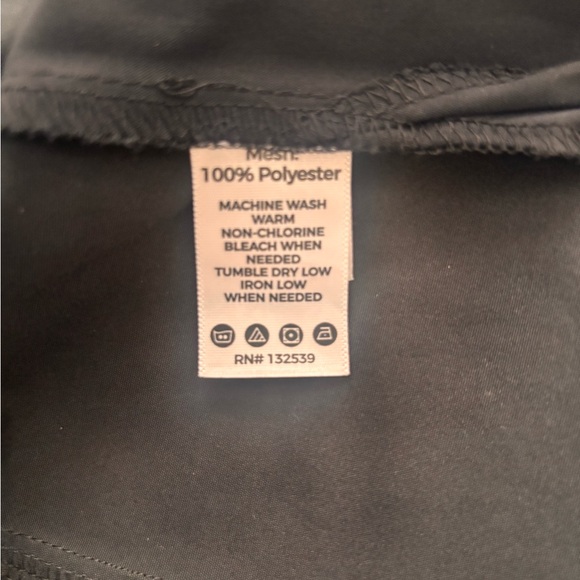 Mesh:
100% Polyester
MACHINE WASH
WARM
NON-CHLORINE
BLEACH WHEN
NEEDED
TUMBLE DRY LOW
IRON LOW
WHEN NEEDED
RN# 132539